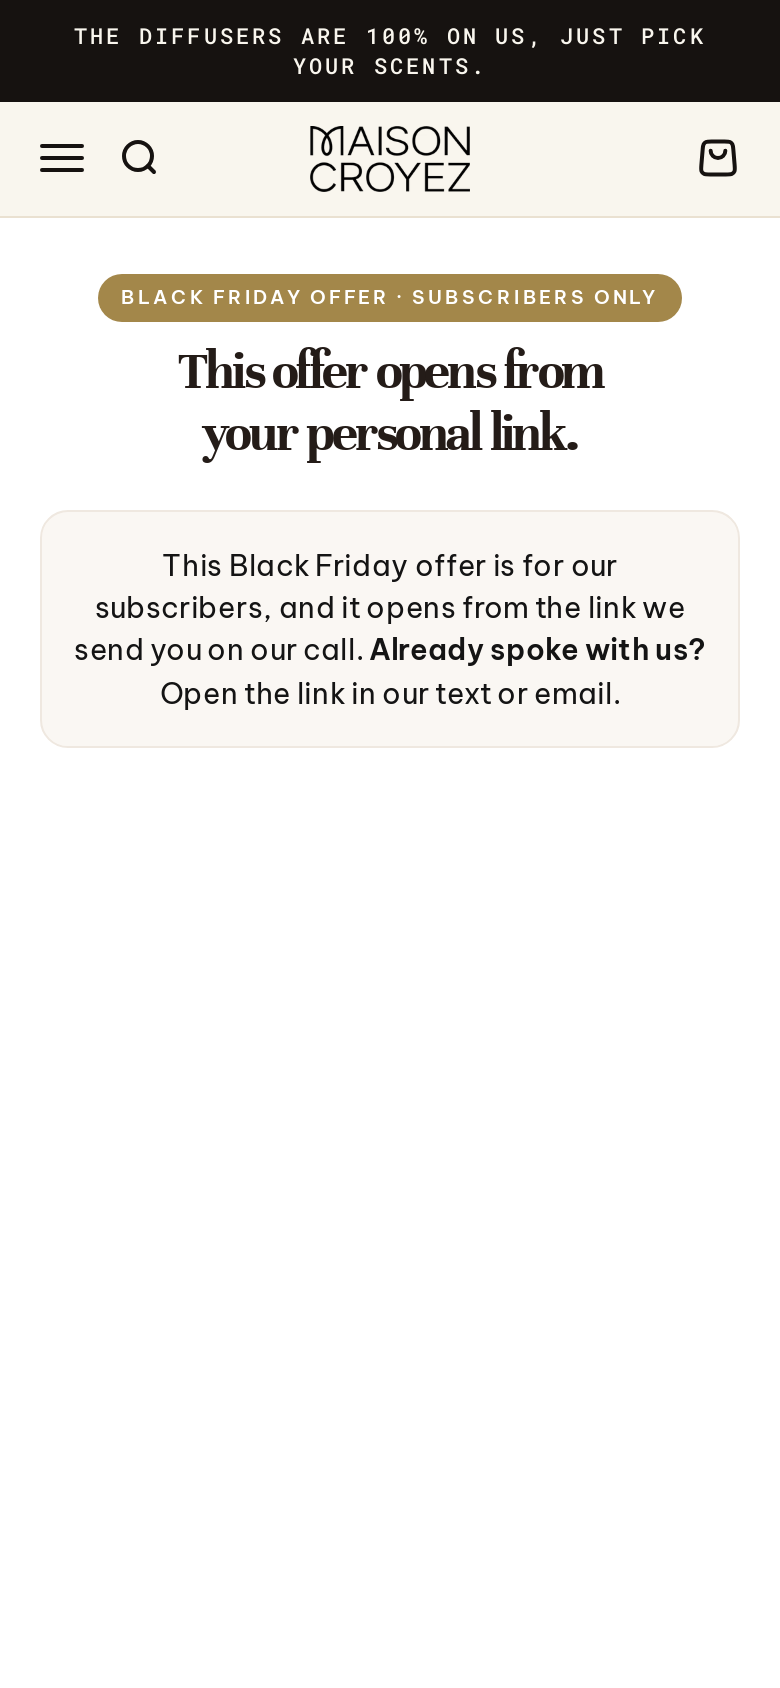 THE DIFFUSERS ARE 100% ON US, JUST PICK
YOUR SCENTS.
MAISON
CROYEZ
BLACK FRIDAY OFFER · SUBSCRIBERS ONLY
This offer opens from
your personal link.
This Black Friday offer is for our
subscribers, and it opens from the link we
send you on our call. Already spoke with us?
Open the link in our text or email.